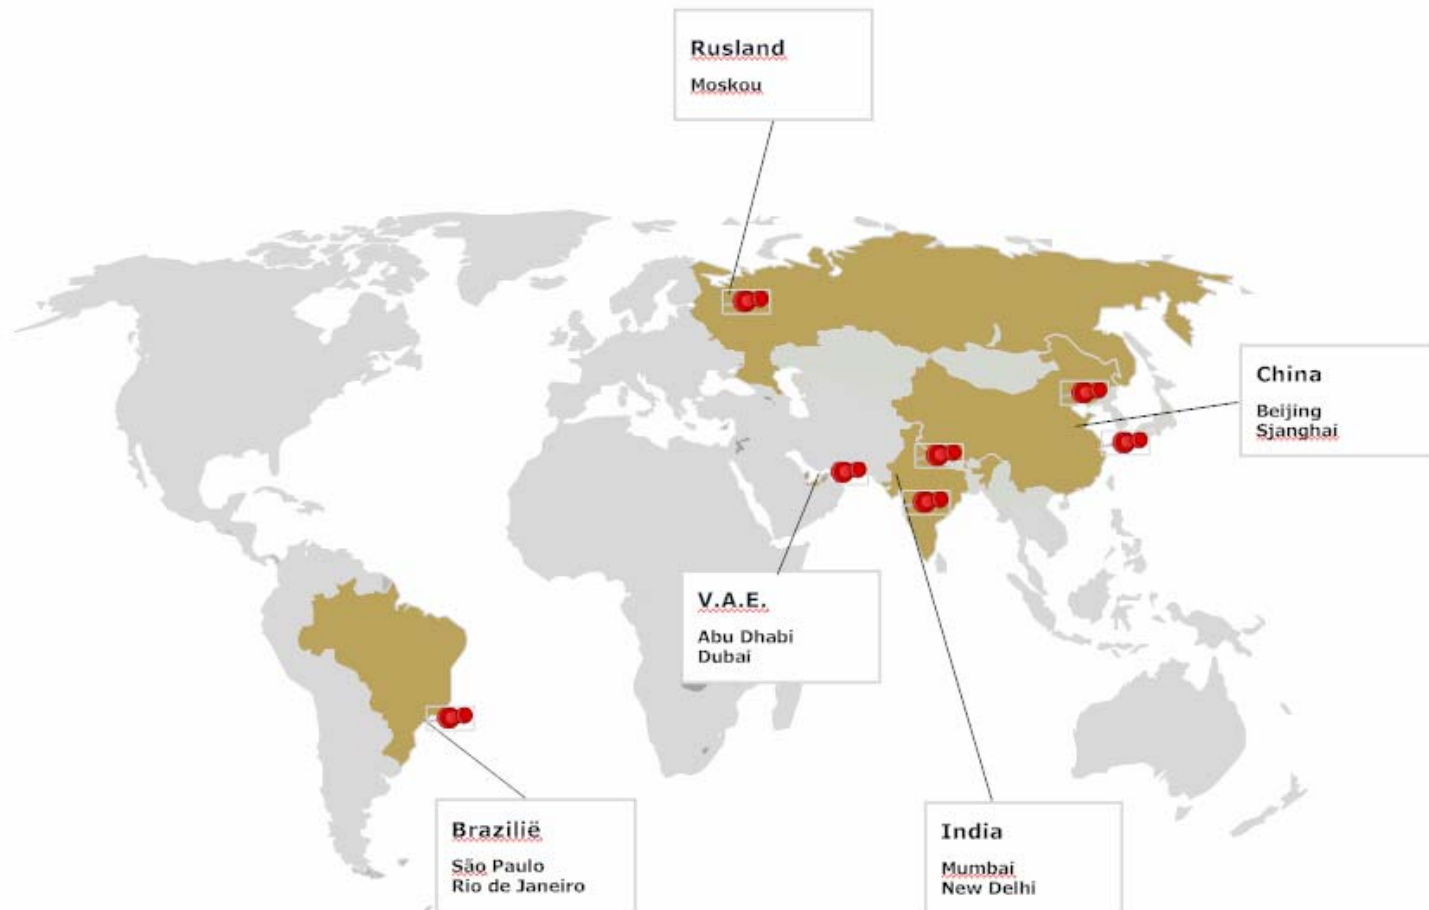 Rusland
Moskou
China
Beijing
Sjanghai
V.A.E.
Abu Dhabi
Dubai
Brazilië
São Paulo
Rio de Janeiro
India
Mumbai
New Delhi